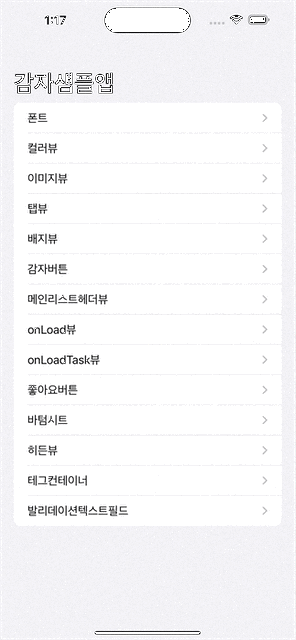 1:17
감자샘플앱
폰트
컬러뷰
이미지뷰
탭뷰
배지뷰
감자버튼
메인리스트헤더뷰
onLoad뷰
onLoadTask뷰
좋아요버튼
바텀시트
히든뷰
테그컨테이너
발리데이션텍스트필드